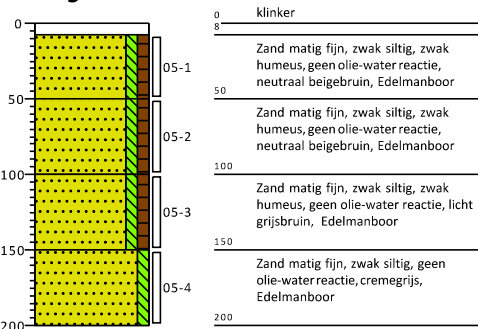 0
50
100
150
200
05-1
05-2
05-3
05-4
0
klinker
8
Zand matig fijn, zwak siltig, zwak
humeus, geen olie-water reactie,
neutraal beigebruin, Edelmanboor
50
Zand matig fijn, zwak siltig, zwak
humeus, geen olie-water reactie,
neutraal beigebruin, Edelmanboor
100
Zand matig fijn, zwak siltig, zwak
humeus, geen olie-water reactie, licht
grijsbruin, Edelmanboor
150
Zand matig fijn, zwak siltig, geen
olie-water reactie, cremegrijs,
Edelmanboor
200